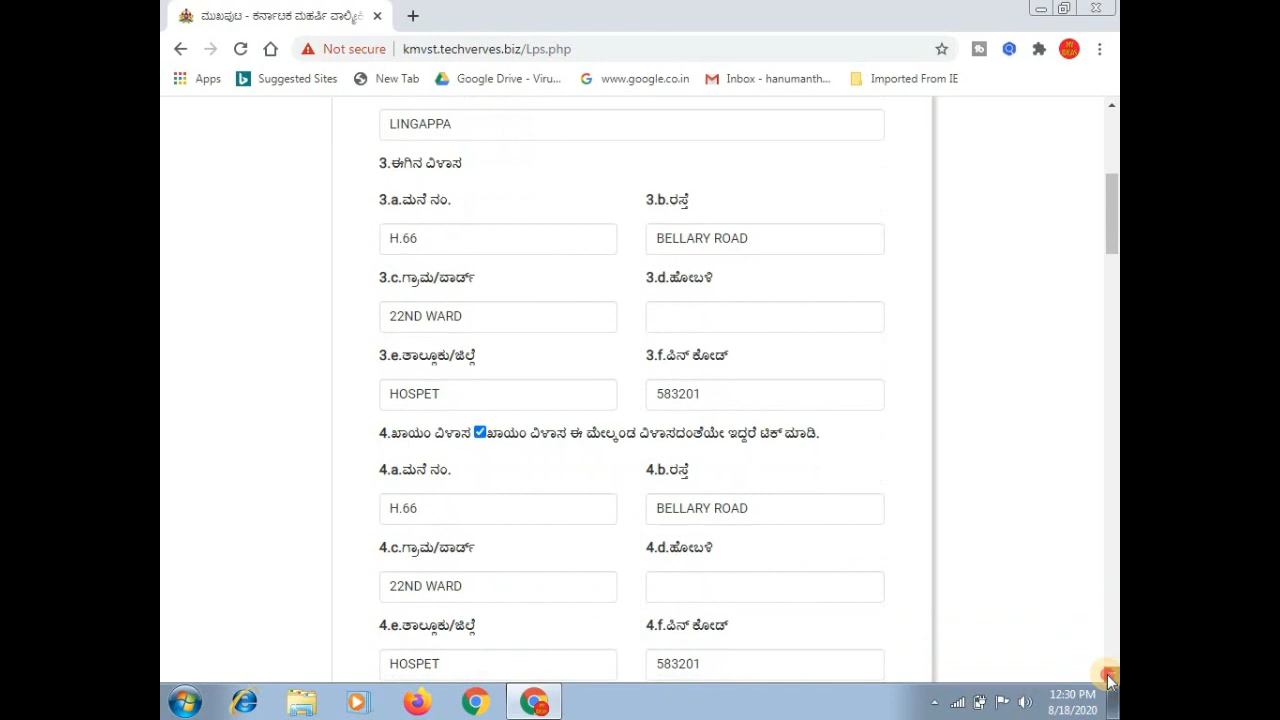 ಮುಖಪುಟ - ಕರ್ನಾಟಕ ಮಹರ್ಷಿ ವಾಲ್ಮೀಕಿ
Not secure kmvst.techverves.biz/Lps.php
Apps Suggested Sites New Tab Google Drive - Viru... www.google.co.in Inbox - hanumanth... Imported From IE
LINGAPPA
3.ಈಗಿನ ವಿಳಾಸ
3.a.ಮನೆ ನಂ. 3.b.ರಸ್ತೆ
H.66 BELLARY ROAD
3.c.ಗ್ರಾಮ/ವಾರ್ಡ್ 3.d.ಹೋಬಳಿ
22ND WARD
3.e.ತಾಲ್ಲೂಕು/ಜಿಲ್ಲೆ 3.f.ಪಿನ್ ಕೋಡ್
HOSPET 583201
4.ಖಾಯಂ ವಿಳಾಸ ಖಾಯಂ ವಿಳಾಸ ಈ ಮೇಲ್ಕಂಡ ವಿಳಾಸದಂತೆಯೇ ಇದ್ದರೆ ಟಿಕ್ ಮಾಡಿ.
4.a.ಮನೆ ನಂ. 4.b.ರಸ್ತೆ
H.66 BELLARY ROAD
4.c.ಗ್ರಾಮ/ವಾರ್ಡ್ 4.d.ಹೋಬಳಿ
22ND WARD
4.e.ತಾಲ್ಲೂಕು/ಜಿಲ್ಲೆ 4.f.ಪಿನ್ ಕೋಡ್
HOSPET 583201
12:30 PM
8/18/2020